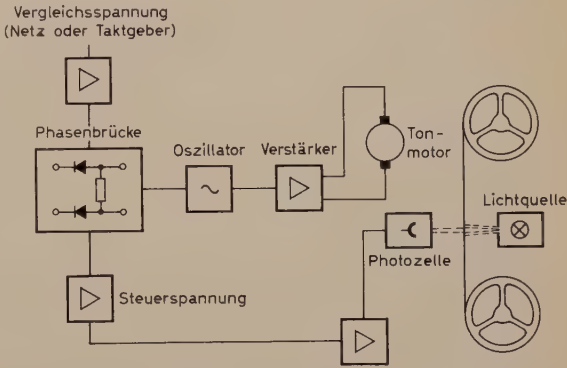 Vergleichsspannung
(Netz oder Taktgeber)
Phasenbrücke
Oszillator
Verstärker
Ton-
motor
Lichtquelle
Photozelle
Steuerspannung